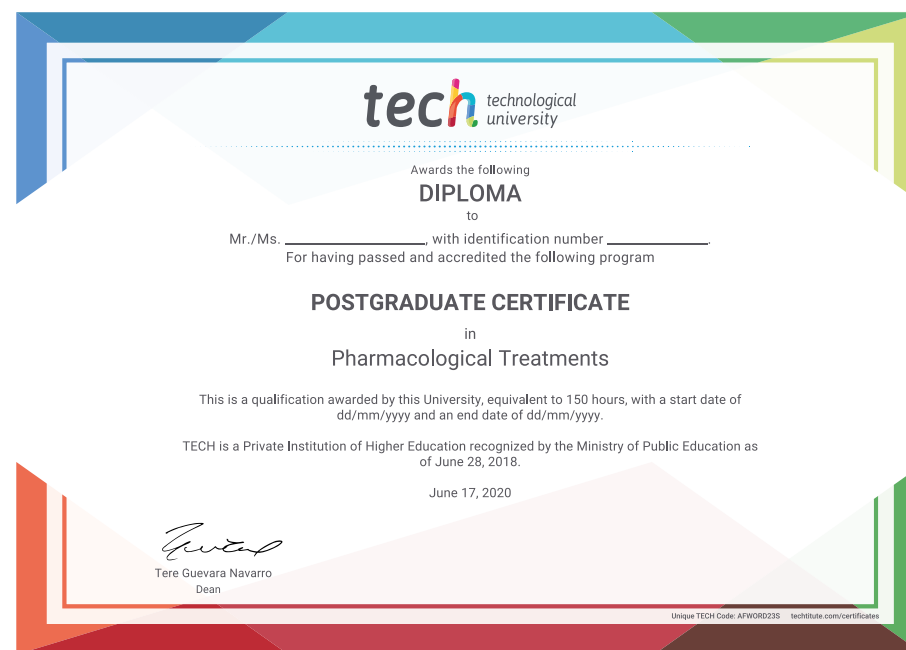 tech technological
university
Awards the following
DIPLOMA
to
Mr./Ms. ____________, with identification number ____________.
For having passed and accredited the following program
POSTGRADUATE CERTIFICATE
in
Pharmacological Treatments
This is a qualification awarded by this University, equivalent to 150 hours, with a start date of
dd/mm/yyyy and an end date of dd/mm/yyyy.
TECH is a Private Institution of Higher Education recognized by the Ministry of Public Education as
of June 28, 2018.
June 17, 2020
Tere Guevara Navarro
Dean
Unique TECH Code: AFWORD23S techtitute.com/certificates